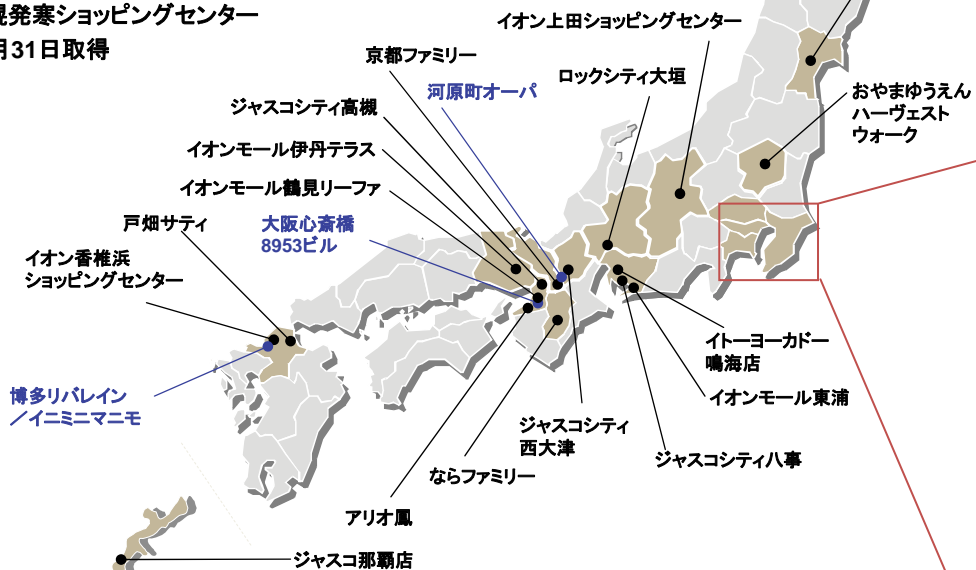 発寒ショッピングセンター
月31日取得
イオン上田ショッピングセンター
京都ファミリー
ロックシティ大垣
河原町オーパ
おやまゆうえん
ハーヴェスト
ウォーク
ジャスコシティ高槻
イオンモール伊丹テラス
イオンモール鶴見リーファ
戸畑サティ
大阪心斎橋
8953ビル
イオン香椎浜
ショッピングセンター
イトーヨーカドー
鳴海店
博多リバレイン
／イニミニマニモ
イオンモール東浦
ジャスコシティ
西大津
ジャスコシティ八事
ならファミリー
アリオ鳳
ジャスコ那覇店